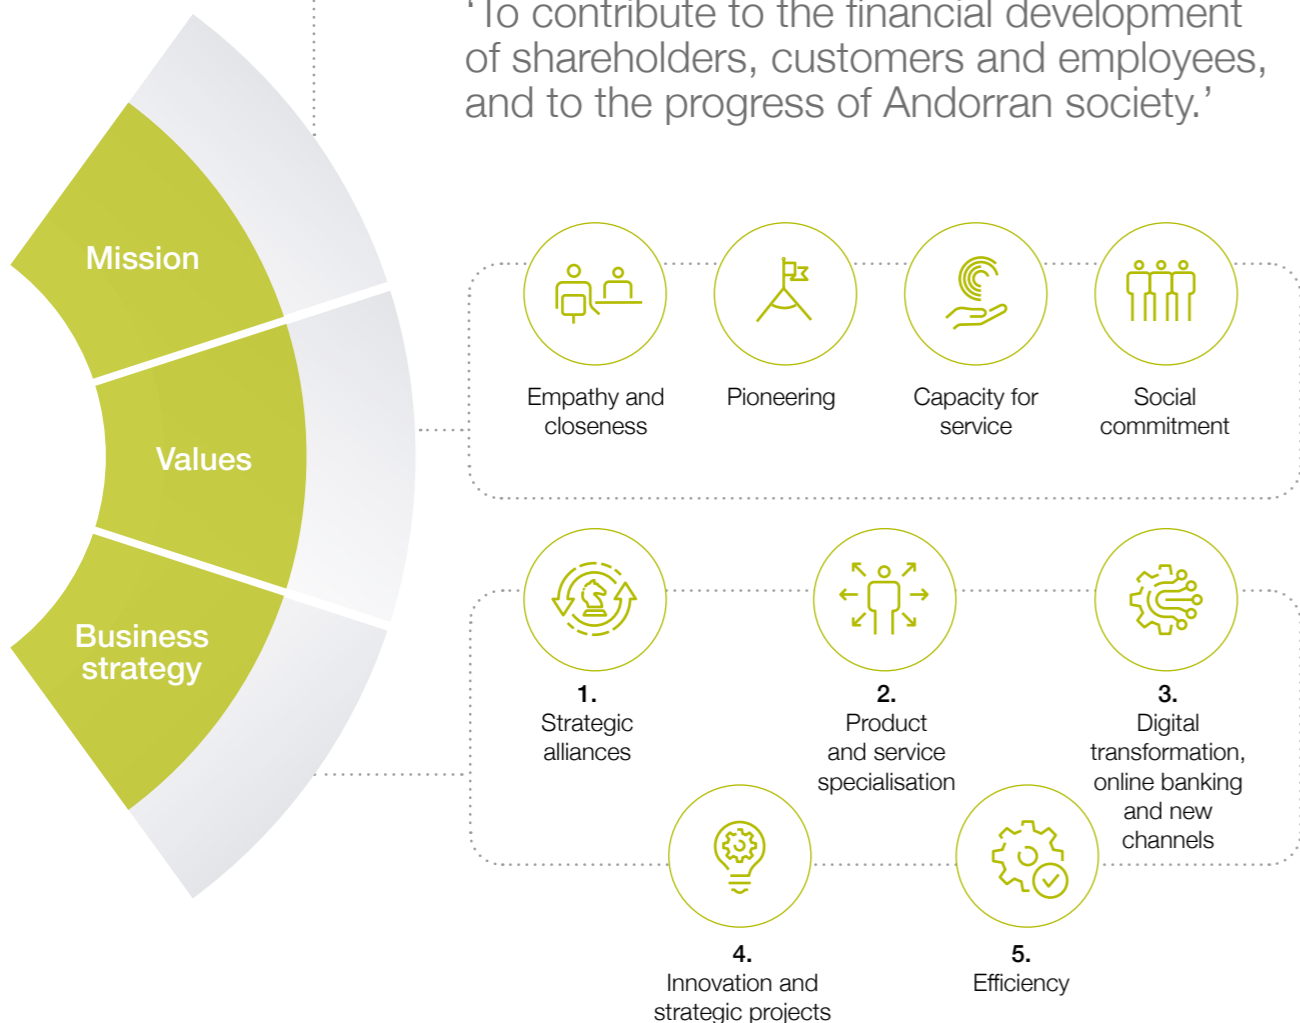 ‘To contribute to the financial development
of shareholders, customers and employees,
and to the progress of Andorran society.’
Mission
Values
Business
strategy
Empathy and
closeness
Pioneering
Capacity for
service
Social
commitment
1.
Strategic
alliances
2.
Product
and service
specialisation
3.
Digital
transformation,
online banking
and new
channels
4.
Innovation and
strategic projects
5.
Efficiency